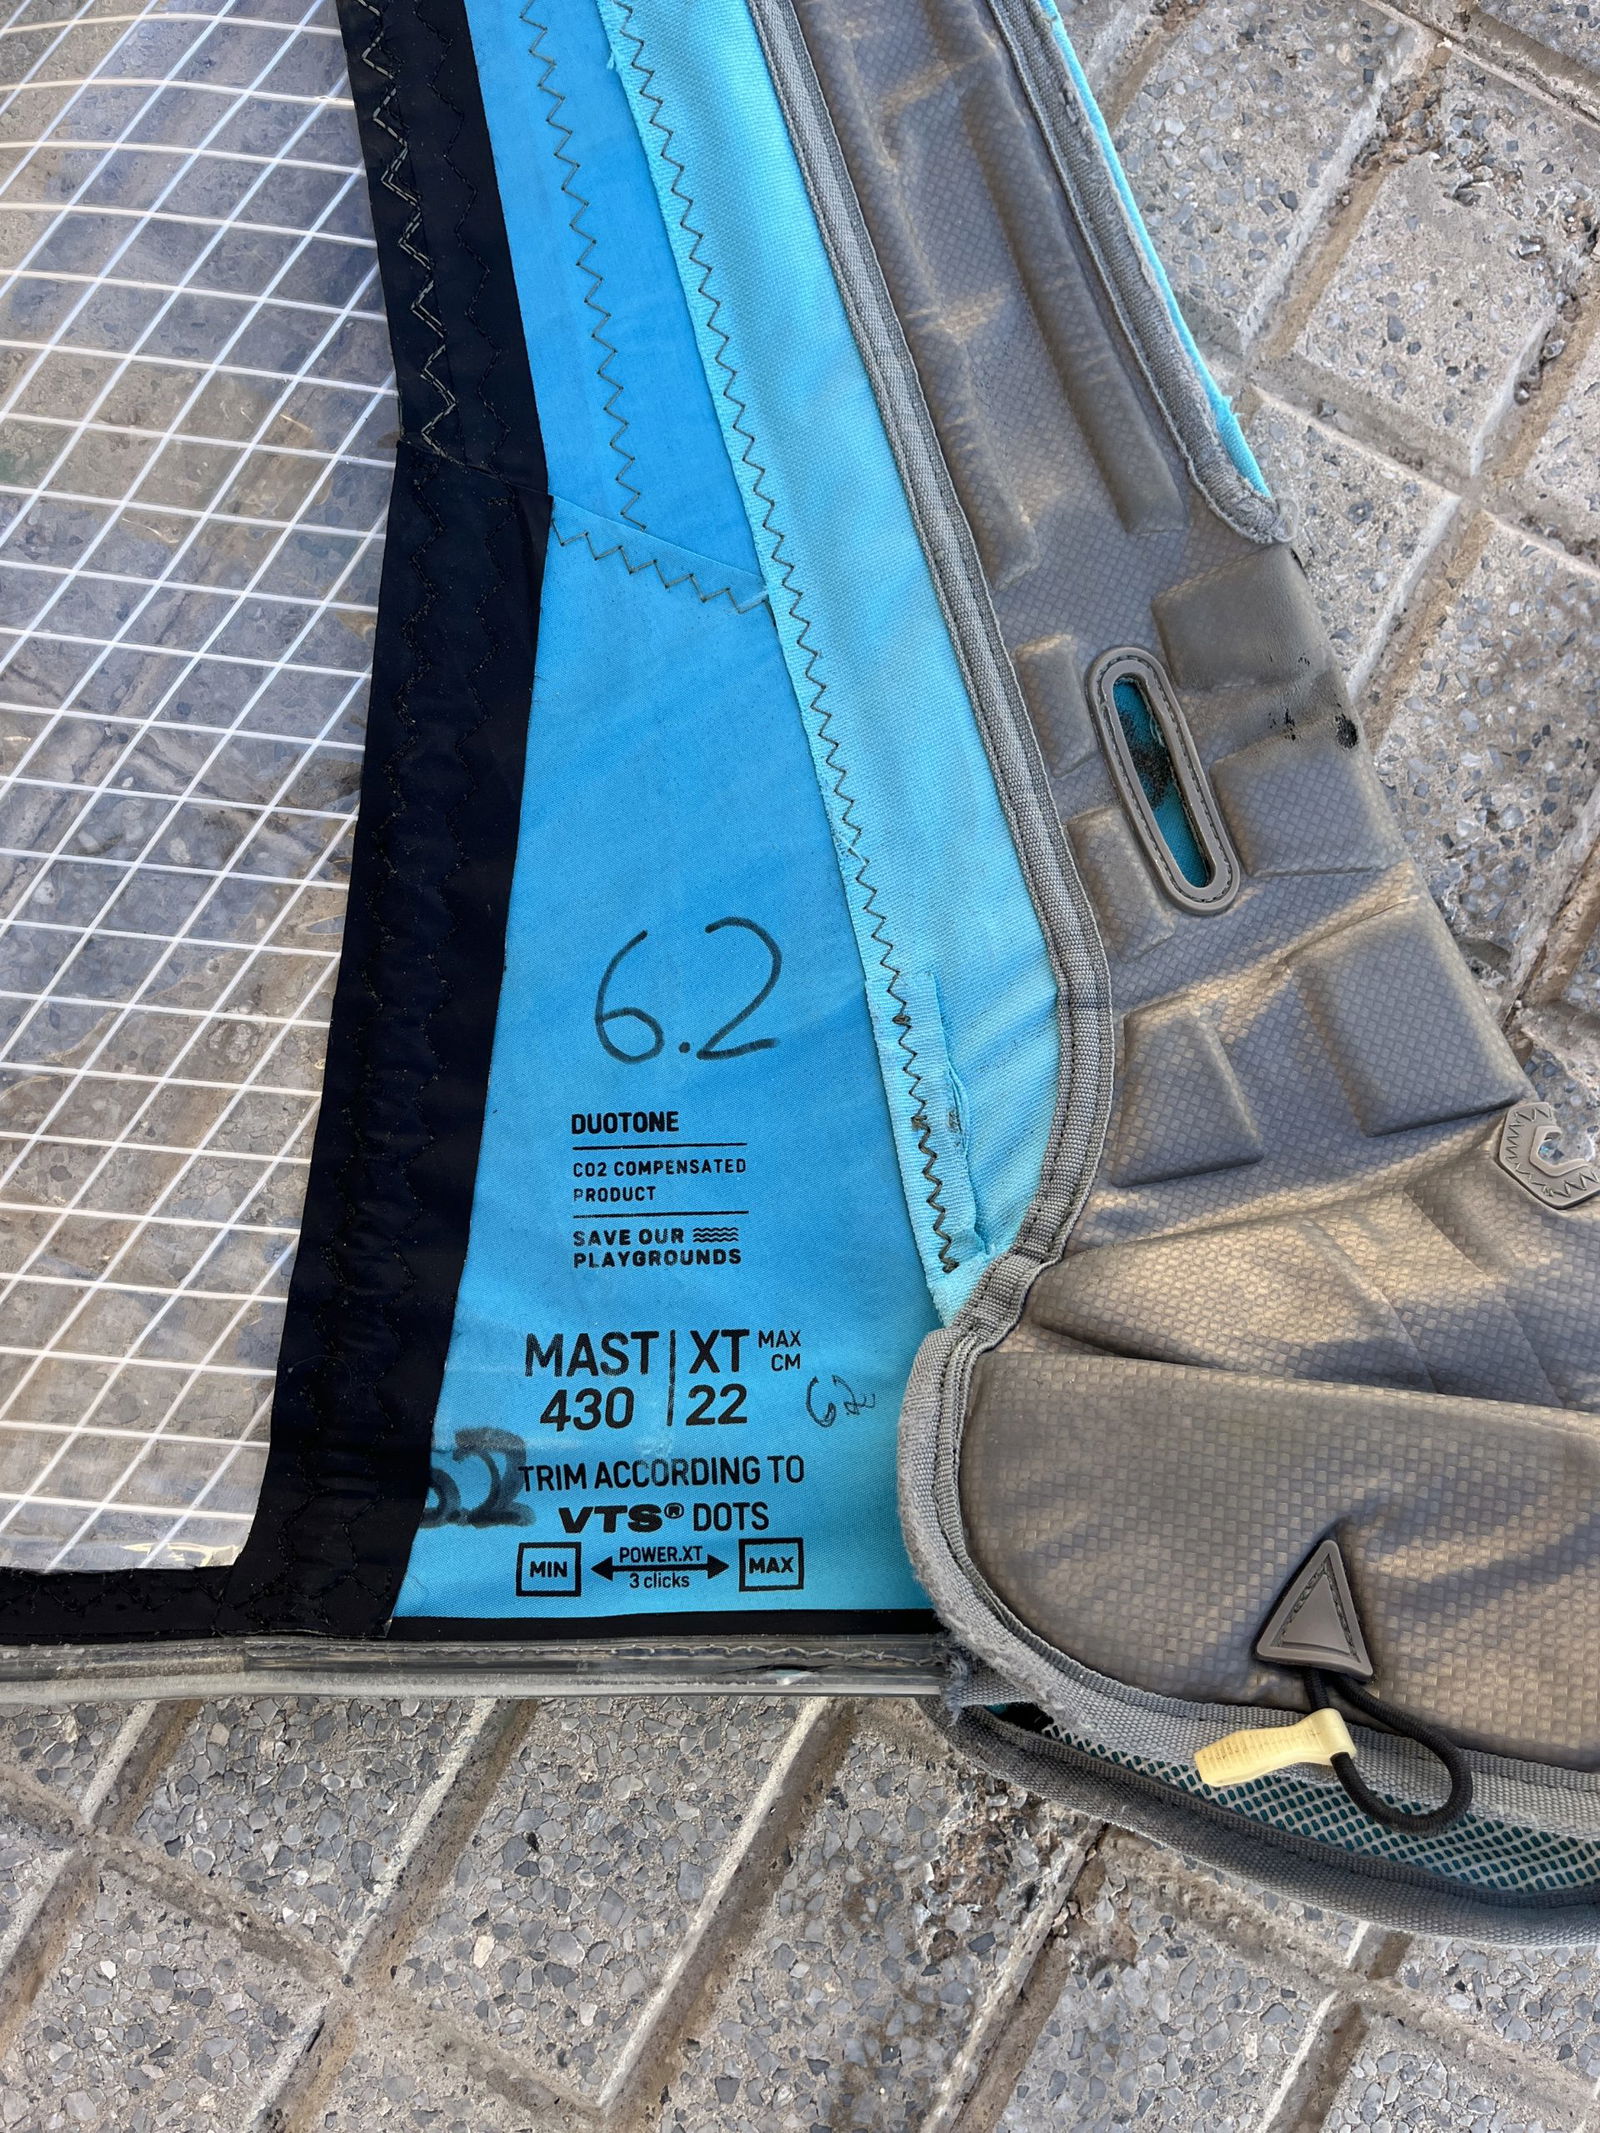 6.2
DUOTONE
CO2 COMPENSATED
PRODUCT
SAVE OUR
PLAYGROUNDS
MAST XT MAX CM
430 22 62
6.2
TRIM ACCORDING TO
VTS® DOTS
MIN POWER.XT MAX
3 clicks